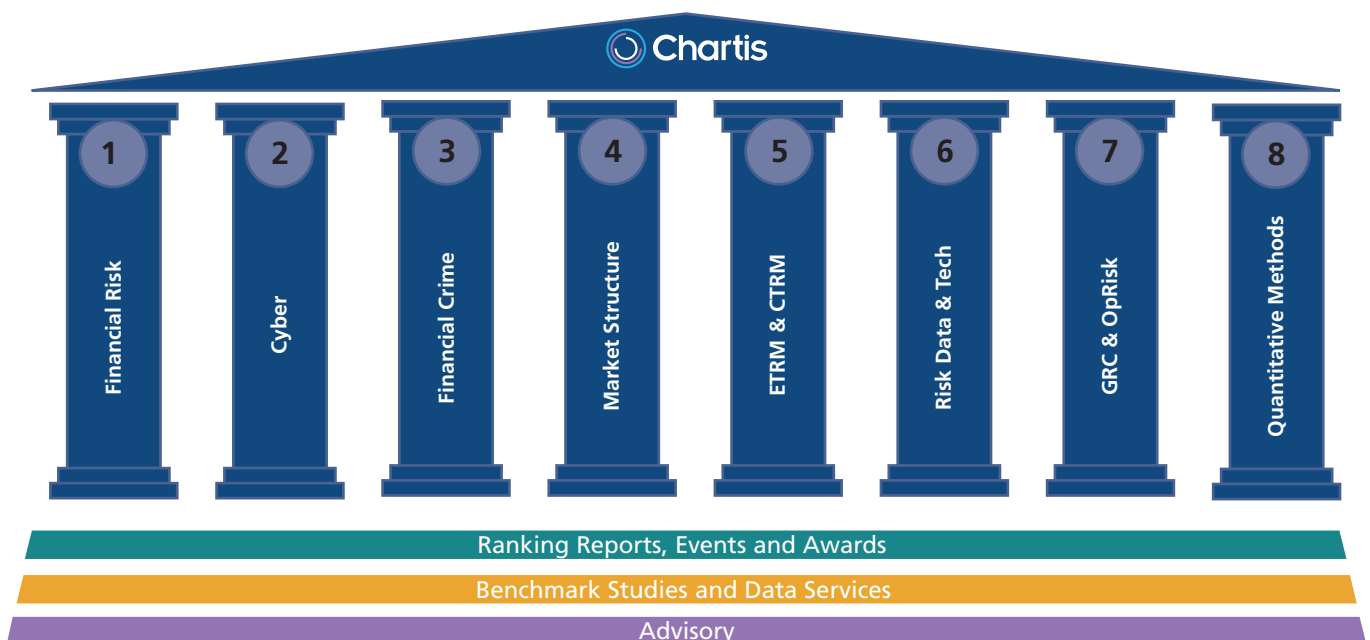 Chartis
1
2
3
4
5
6
7
8
Financial Risk
Cyber
Financial Crime
Market Structure
ETRM & CTRM
Risk Data & Tech
GRC & OpRisk
Quantitative Methods
Ranking Reports, Events and Awards
Benchmark Studies and Data Services
Advisory